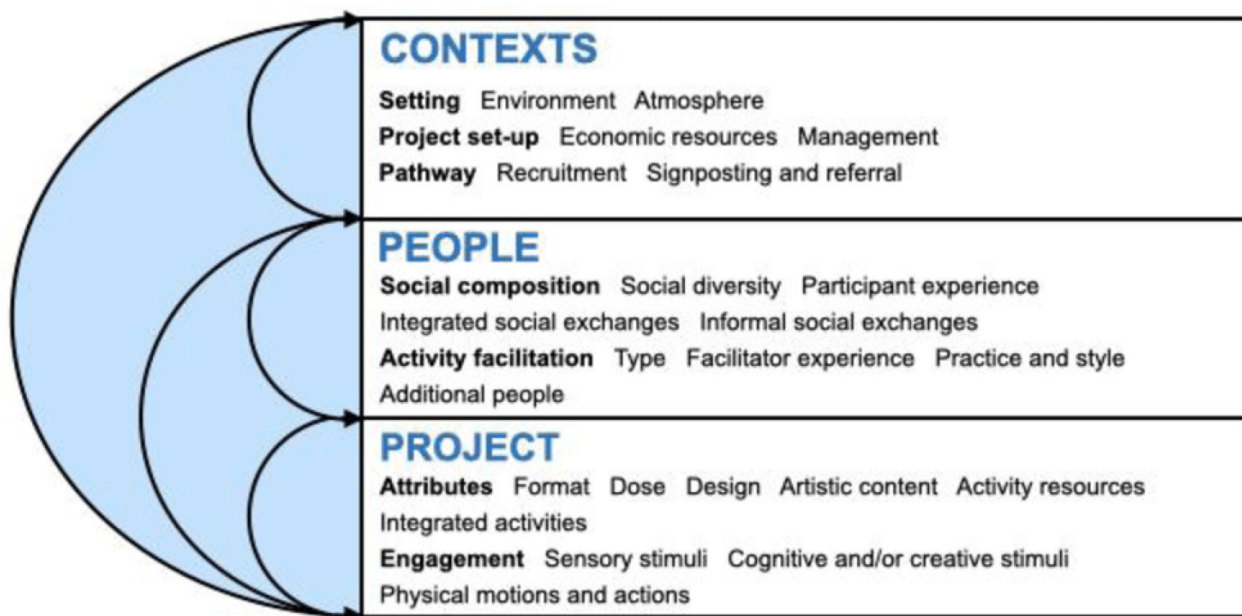 CONTEXTS
Setting Environment Atmosphere
Project set-up Economic resources Management
Pathway Recruitment Signposting and referral
PEOPLE
Social composition Social diversity Participant experience
Integrated social exchanges Informal social exchanges
Activity facilitation Type Facilitator experience Practice and style
Additional people
PROJECT
Attributes Format Dose Design Artistic content Activity resources
Integrated activities
Engagement Sensory stimuli Cognitive and/or creative stimuli
Physical motions and actions